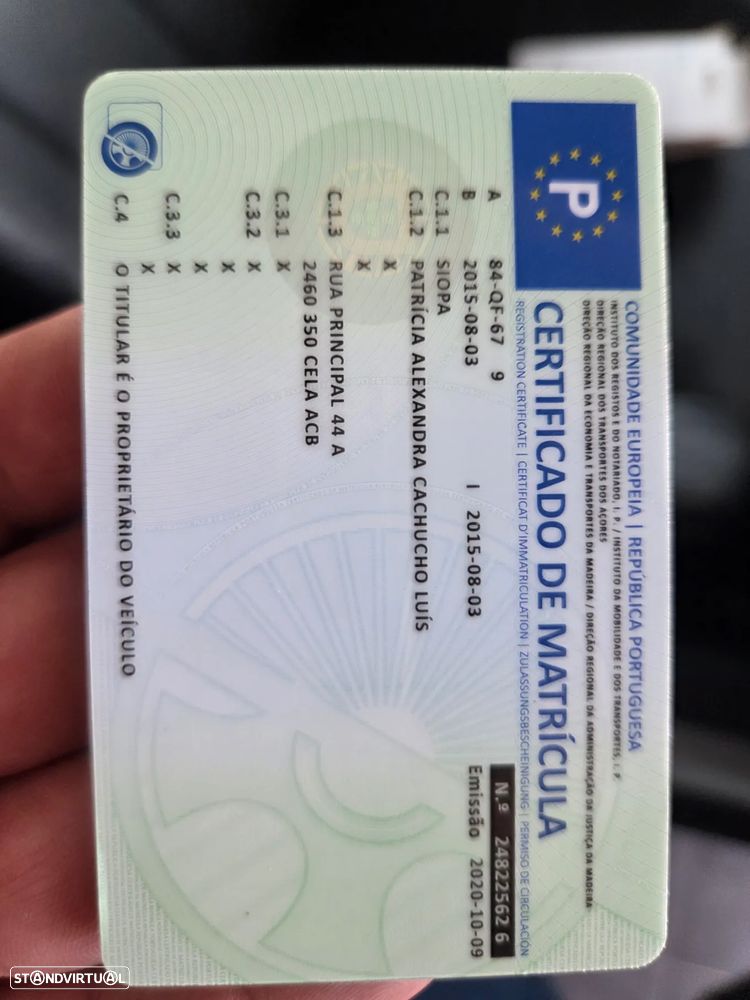 P
COMUNIDADE EUROPEIA | REPÚBLICA PORTUGUESA
INSTITUTO DOS REGISTOS E DO NOTARIADO, I. P. / INSTITUTO DA MOBILIDADE E DOS TRANSPORTES, I. P.
DIREÇÃO REGIONAL DOS TRANSPORTES DOS AÇORES
DIREÇÃO REGIONAL DA ECONOMIA E TRANSPORTES DA MADEIRA / DIREÇÃO REGIONAL DA ADMINISTRAÇÃO DA JUSTIÇA DA MADEIRA
CERTIFICADO DE MATRÍCULA
REGISTRATION CERTIFICATE | CERTIFICAT D'IMMATRICULATION | ZULASSUNGSBESCHEINIGUNG | PERMISO DE CIRCULACIÓN
A 84-QF-67 9 N.º 24822562 6
B 2015-08-03 I 2015-08-03 Emissão 2020-10-09
C.1.1 SIOPA
C.1.2 PATRÍCIA ALEXANDRA CACHUCHO LUÍS
X
X
C.1.3 RUA PRINCIPAL 44 A
2460 350 CELA ACB
C.3.1 X
C.3.2 X
X
X
C.3.3 X
X
C.4 O TITULAR É O PROPRIETÁRIO DO VEÍCULO
STANDVIRTUAL